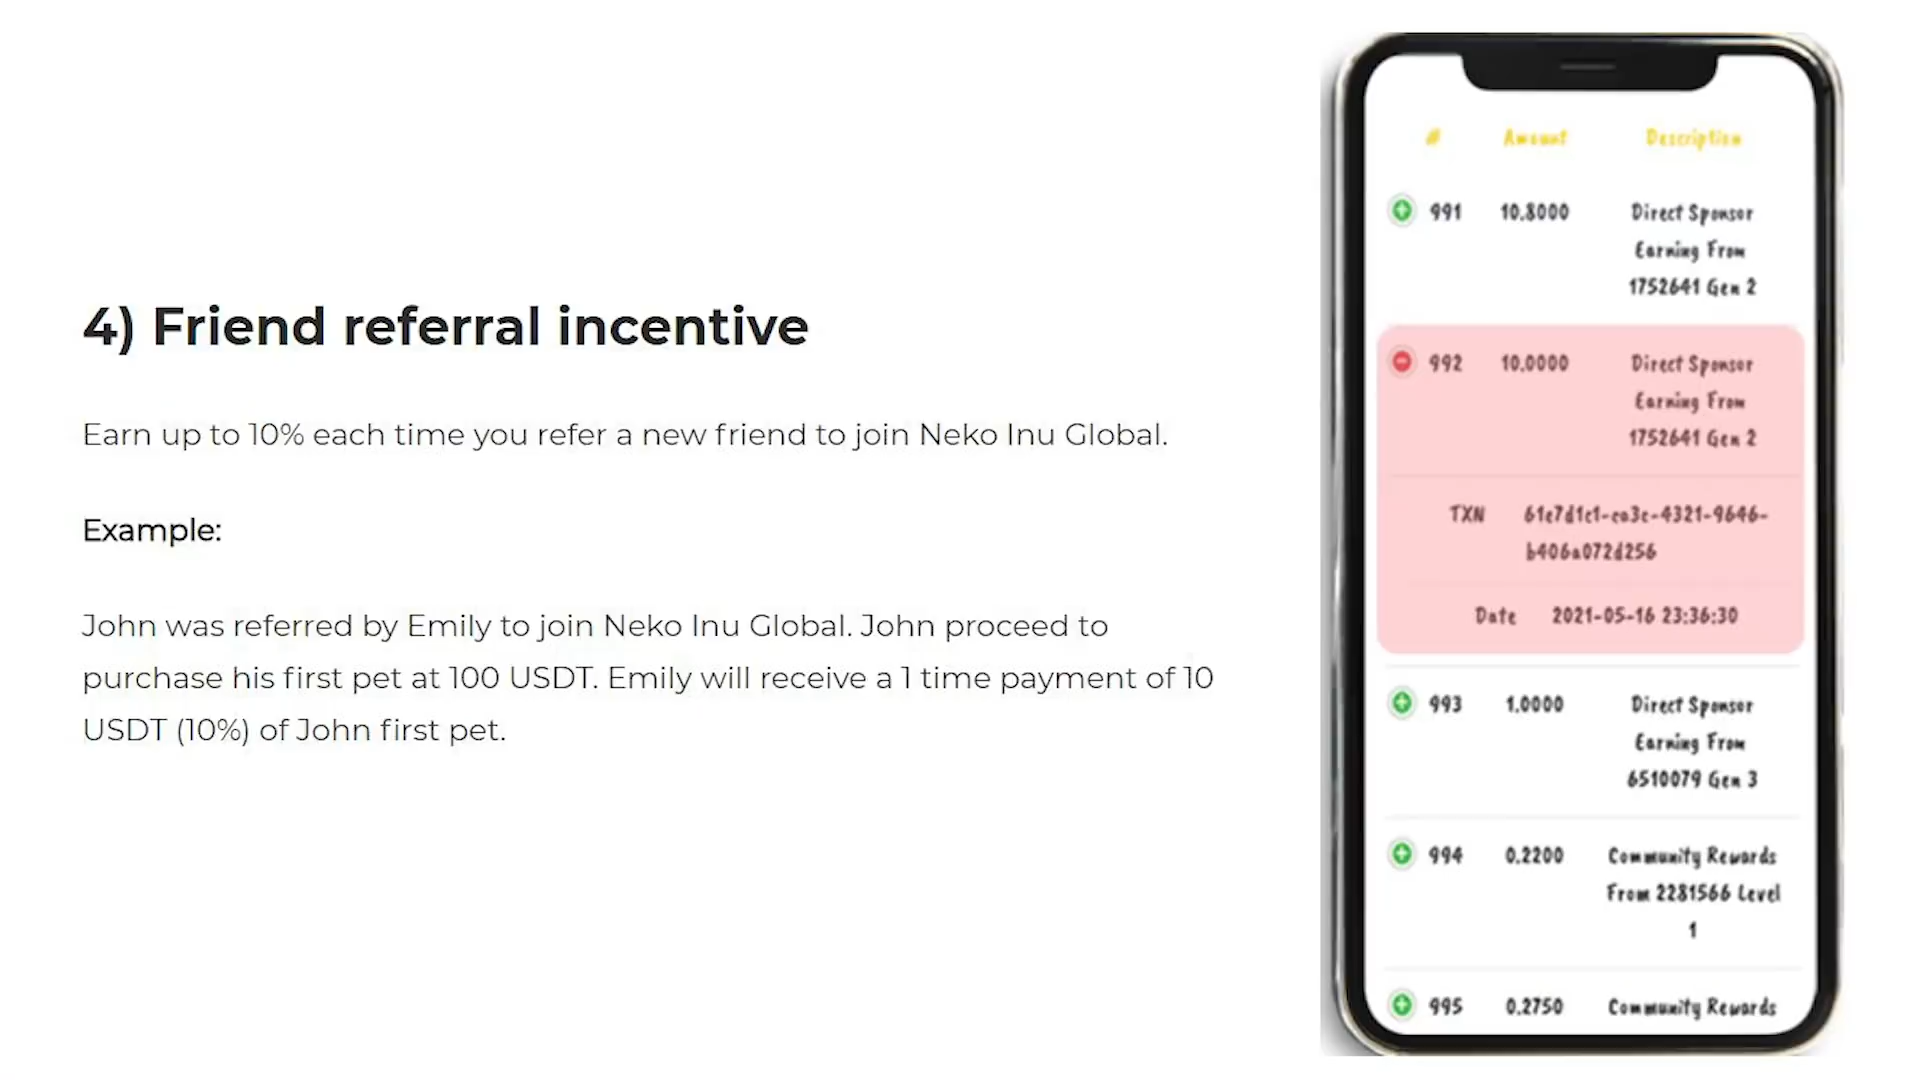 4) Friend referral incentive
Earn up to 10% each time you refer a new friend to join Neko Inu Global.
Example:
John was referred by Emily to join Neko Inu Global. John proceed to
purchase his first pet at 100 USDT. Emily will receive a 1 time payment of 10
USDT (10%) of John first pet.
# Amount Description
991 10.8000 Direct Sponsor
Earning From
1752641 Gen 2
992 10.0000 Direct Sponsor
Earning From
1752641 Gen 2
TXN 61e7d1c1-ea3c-4321-9646-
b406a072d256
Date 2021-05-16 23:36:30
993 1.0000 Direct Sponsor
Earning From
6510079 Gen 3
994 0.2200 Community Rewards
From 2281566 Level
1
995 0.2750 Community Rewards